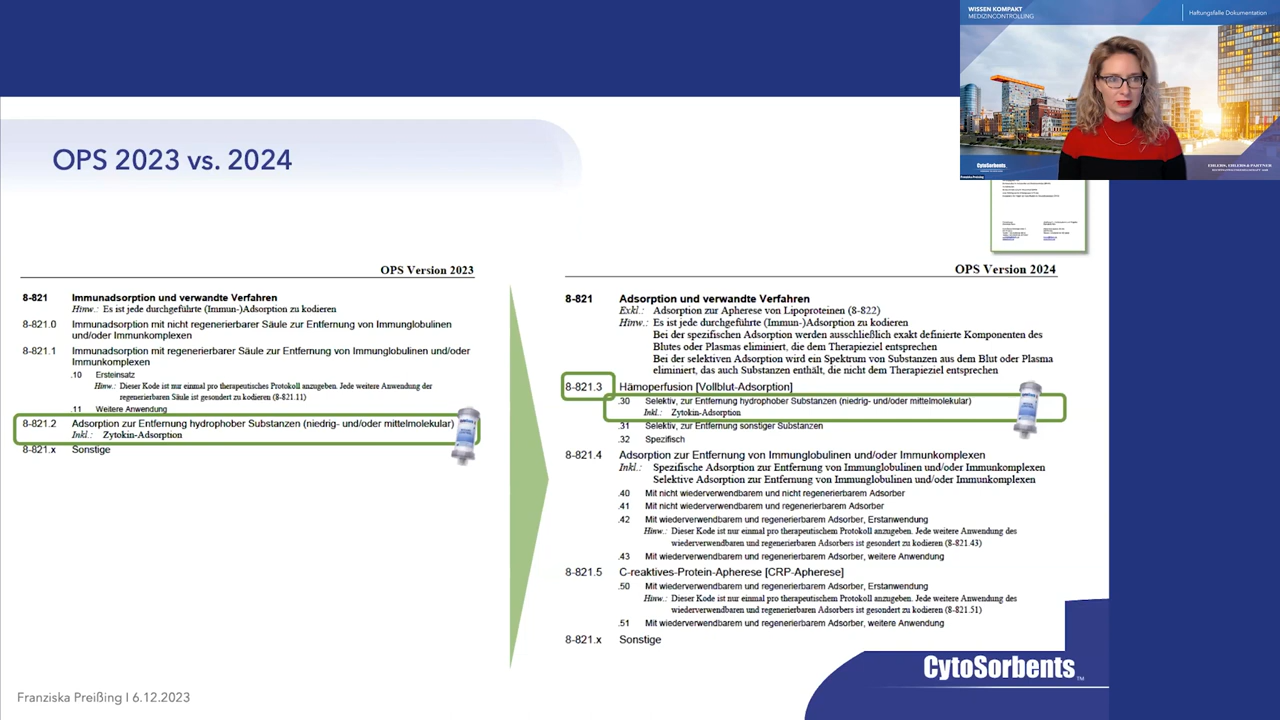 WISSEN KOMPAKT
MEDIZINCONTROLLING
Haftungsfalle Dokumentation
CytoSorbents
EHLERS, EHLERS & PARTNER
Franziska Preißing
OPS 2023 vs. 2024
OPS Version 2023
8-821 Immunadsorption und verwandte Verfahren
Hinw.: Es ist jede durchgeführte (Immun-)Adsorption zu kodieren
8-821.0 Immunadsorption mit nicht regenerierbarer Säule zur Entfernung von Immunglobulinen
und/oder Immunkomplexen
8-821.1 Immunadsorption mit regenerierbarer Säule zur Entfernung von Immunglobulinen und/oder
Immunkomplexen
.10 Ersteinsatz
Hinw.: Dieser Kode ist nur einmal pro therapeutisches Protokoll anzugeben. Jede weitere Anwendung der
regenerierbaren Säule ist gesondert zu kodieren (8-821.11)
.11 Weitere Anwendung
8-821.2 Adsorption zur Entfernung hydrophober Substanzen (niedrig- und/oder mittelmolekular)
Inkl.: Zytokin-Adsorption
8-821.x Sonstige
OPS Version 2024
8-821 Adsorption und verwandte Verfahren
Exkl.: Adsorption zur Apherese von Lipoproteinen (8-822)
Hinw.: Es ist jede durchgeführte (Immun-)Adsorption zu kodieren
Bei der spezifischen Adsorption werden ausschließlich exakt definierte Komponenten des
Blutes oder Plasmas eliminiert, die dem Therapieziel entsprechen
Bei der selektiven Adsorption wird ein Spektrum von Substanzen aus dem Blut oder Plasma
eliminiert, das auch Substanzen enthält, die nicht dem Therapieziel entsprechen
8-821.3 Hämoperfusion [Vollblut-Adsorption]
.30 Selektiv, zur Entfernung hydrophober Substanzen (niedrig- und/oder mittelmolekular)
Inkl.: Zytokin-Adsorption
.31 Selektiv, zur Entfernung sonstiger Substanzen
.32 Spezifisch
8-821.4 Adsorption zur Entfernung von Immunglobulinen und/oder Immunkomplexen
Inkl.: Spezifische Adsorption zur Entfernung von Immunglobulinen und/oder Immunkomplexen
Selektive Adsorption zur Entfernung von Immunglobulinen und/oder Immunkomplexen
.40 Mit nicht wiederverwendbarem und nicht regenerierbarem Adsorber
.41 Mit nicht wiederverwendbarem und regenerierbarem Adsorber
.42 Mit wiederverwendbarem und regenerierbarem Adsorber, Erstanwendung
Hinw.: Dieser Kode ist nur einmal pro therapeutischem Protokoll anzugeben. Jede weitere Anwendung des
wiederverwendbaren und regenerierbaren Adsorbers ist gesondert zu kodieren (8-821.43)
.43 Mit wiederverwendbarem und regenerierbarem Adsorber, weitere Anwendung
8-821.5 C-reaktives-Protein-Apherese [CRP-Apherese]
.50 Mit wiederverwendbarem und regenerierbarem Adsorber, Erstanwendung
Hinw.: Dieser Kode ist nur einmal pro therapeutischem Protokoll anzugeben. Jede weitere Anwendung des
wiederverwendbaren und regenerierbaren Adsorbers ist gesondert zu kodieren (8-821.51)
.51 Mit wiederverwendbarem und regenerierbarem Adsorber, weitere Anwendung
8-821.x Sonstige
CytoSorbents™
Franziska Preißing I 6.12.2023